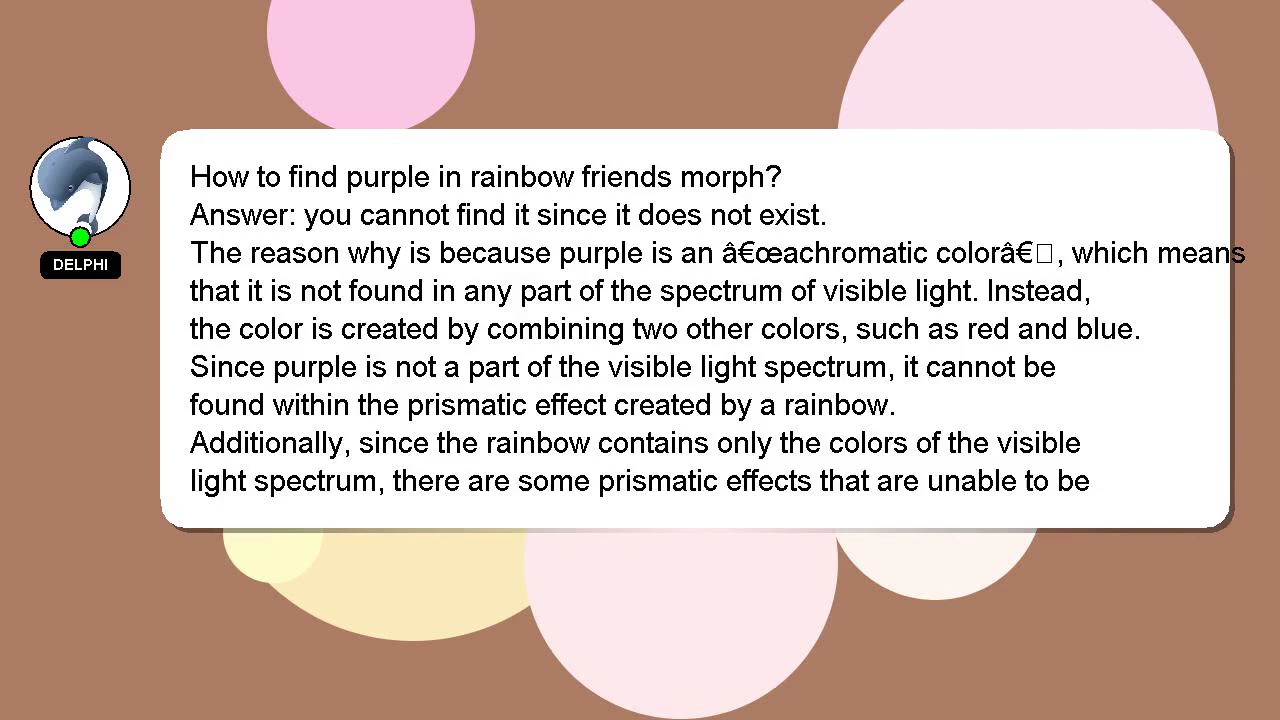 How to find purple in rainbow friends morph?
Answer: you cannot find it since it does not exist.
The reason why is because purple is an â€œachromatic colorâ€□, which means
that it is not found in any part of the spectrum of visible light. Instead,
the color is created by combining two other colors, such as red and blue.
Since purple is not a part of the visible light spectrum, it cannot be
found within the prismatic effect created by a rainbow.
Additionally, since the rainbow contains only the colors of the visible
light spectrum, there are some prismatic effects that are unable to be
DELPHI